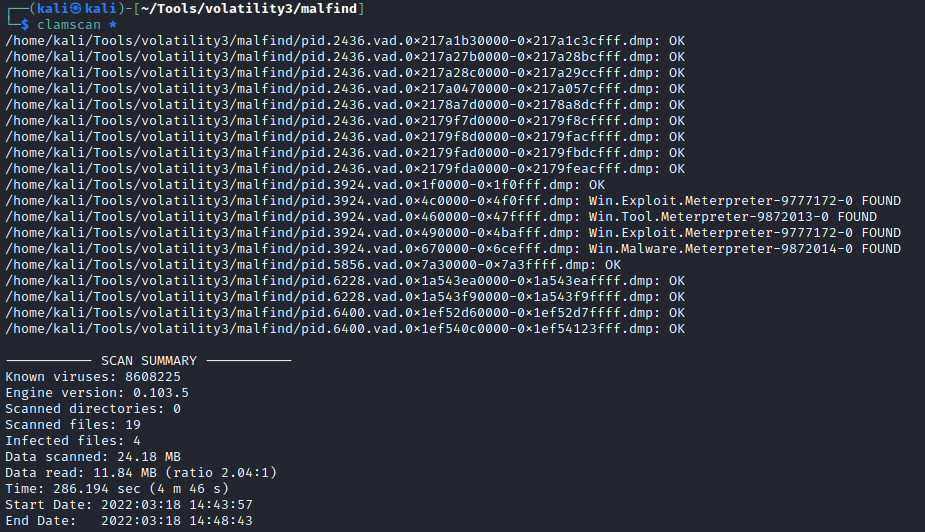 ┌──(kali㉿kali)-[~/Tools/volatility3/malfind]
└─$ clamscan *
/home/kali/Tools/volatility3/malfind/pid.2436.vad.0×217a1b30000-0×217a1c3cfff.dmp: OK
/home/kali/Tools/volatility3/malfind/pid.2436.vad.0×217a27b0000-0×217a28bcfff.dmp: OK
/home/kali/Tools/volatility3/malfind/pid.2436.vad.0×217a28c0000-0×217a29ccfff.dmp: OK
/home/kali/Tools/volatility3/malfind/pid.2436.vad.0×217a0470000-0×217a057cfff.dmp: OK
/home/kali/Tools/volatility3/malfind/pid.2436.vad.0×2178a7d0000-0×2178a8dcfff.dmp: OK
/home/kali/Tools/volatility3/malfind/pid.2436.vad.0×2179f7d0000-0×2179f8cffff.dmp: OK
/home/kali/Tools/volatility3/malfind/pid.2436.vad.0×2179f8d0000-0×2179facffff.dmp: OK
/home/kali/Tools/volatility3/malfind/pid.2436.vad.0×2179fad0000-0×2179fbdcfff.dmp: OK
/home/kali/Tools/volatility3/malfind/pid.2436.vad.0×2179fda0000-0×2179feacfff.dmp: OK
/home/kali/Tools/volatility3/malfind/pid.3924.vad.0×1f0000-0×1f0fff.dmp: OK
/home/kali/Tools/volatility3/malfind/pid.3924.vad.0×4c0000-0×4f0fff.dmp: Win.Exploit.Meterpreter-9777172-0 FOUND
/home/kali/Tools/volatility3/malfind/pid.3924.vad.0×460000-0×47ffff.dmp: Win.Tool.Meterpreter-9872013-0 FOUND
/home/kali/Tools/volatility3/malfind/pid.3924.vad.0×490000-0×4bafff.dmp: Win.Exploit.Meterpreter-9777172-0 FOUND
/home/kali/Tools/volatility3/malfind/pid.3924.vad.0×670000-0×6cefff.dmp: Win.Malware.Meterpreter-9872014-0 FOUND
/home/kali/Tools/volatility3/malfind/pid.5856.vad.0×7a30000-0×7a3ffff.dmp: OK
/home/kali/Tools/volatility3/malfind/pid.6228.vad.0×1a543ea0000-0×1a543eaffff.dmp: OK
/home/kali/Tools/volatility3/malfind/pid.6228.vad.0×1a543f90000-0×1a543f9ffff.dmp: OK
/home/kali/Tools/volatility3/malfind/pid.6400.vad.0×1ef52d60000-0×1ef52d7ffff.dmp: OK
/home/kali/Tools/volatility3/malfind/pid.6400.vad.0×1ef540c0000-0×1ef54123fff.dmp: OK
----------- SCAN SUMMARY -----------
Known viruses: 8608225
Engine version: 0.103.5
Scanned directories: 0
Scanned files: 19
Infected files: 4
Data scanned: 24.18 MB
Data read: 11.84 MB (ratio 2.04:1)
Time: 286.194 sec (4 m 46 s)
Start Date: 2022:03:18 14:43:57
End Date:   2022:03:18 14:48:43